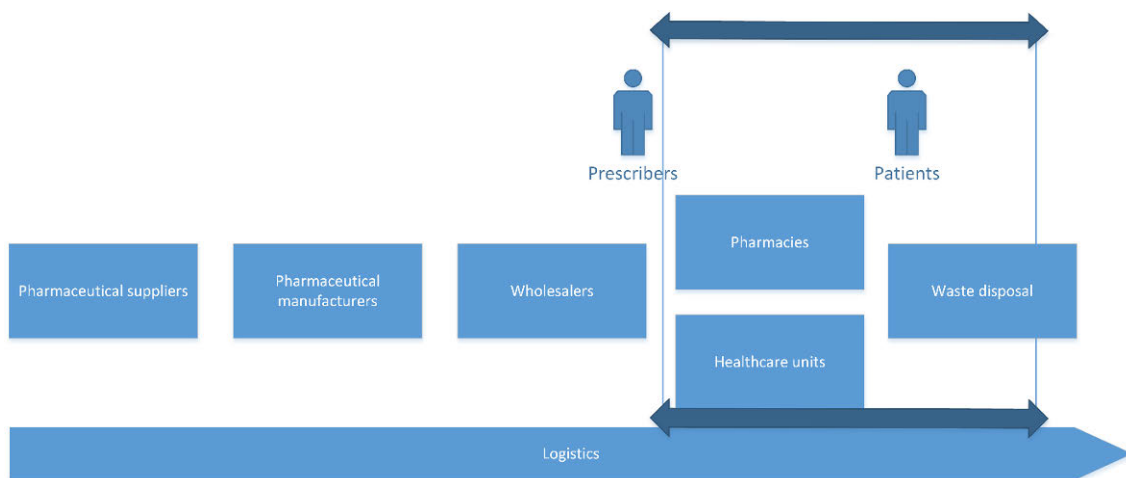 Prescribers
Patients
Pharmaceutical suppliers
Pharmaceutical
manufacturers
Wholesalers
Pharmacies
Healthcare units
Waste disposal
Logistics